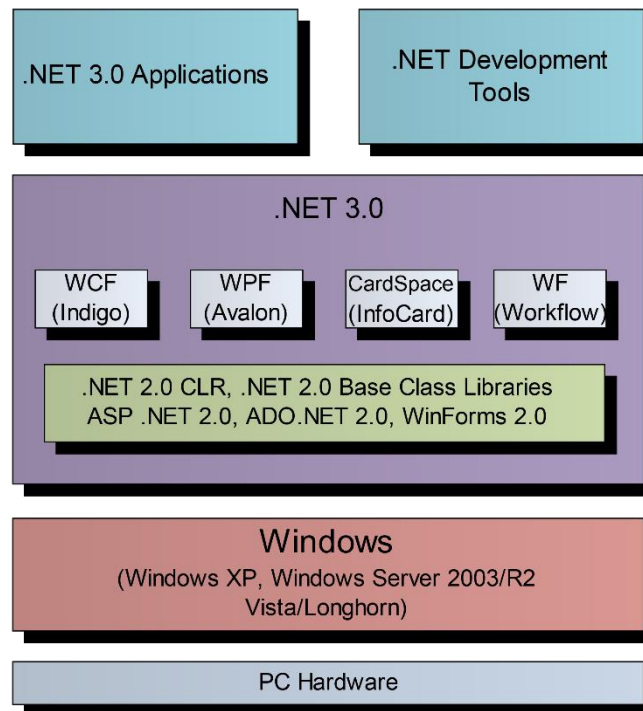 .NET 3.0 Applications
.NET Development
Tools
.NET 3.0
WCF
(Indigo)
WPF
(Avalon)
CardSpace
(InfoCard)
WF
(Workflow)
.NET 2.0 CLR, .NET 2.0 Base Class Libraries
ASP .NET 2.0, ADO.NET 2.0, WinForms 2.0
Windows
(Windows XP, Windows Server 2003/R2
Vista/Longhorn)
PC Hardware